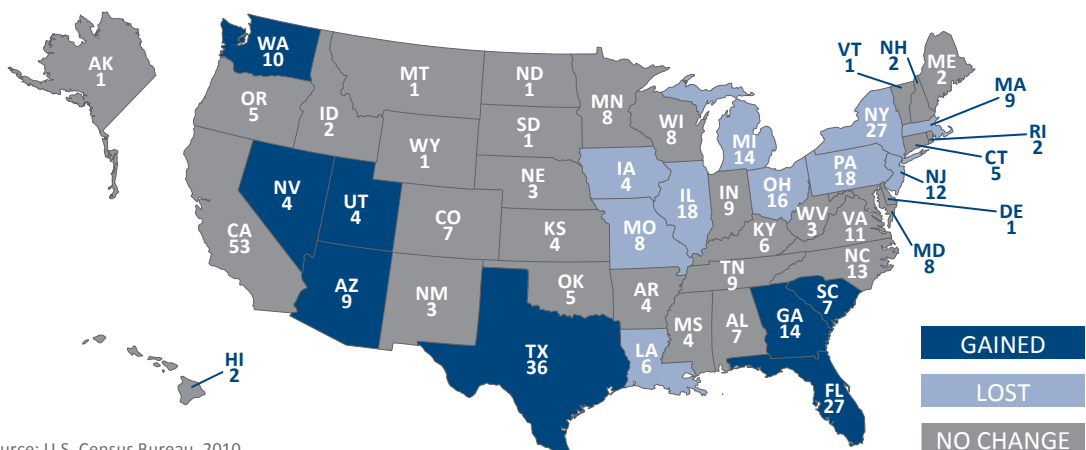 AK
1
WA
10
OR
5
ID
2
MT
1
ND
1
SD
1
WY
1
NE
3
MN
8
WI
8
MI
14
IA
4
IL
18
IN
9
OH
16
PA
18
NY
27
VT
1
NH
2
ME
2
MA
9
RI
2
CT
5
NJ
12
DE
1
MD
8
NV
4
UT
4
CA
53
CO
7
KS
4
MO
8
KY
6
WV
3
VA
11
NC
13
TN
9
AZ
9
NM
3
OK
5
AR
4
SC
7
GA
14
AL
7
MS
4
LA
6
TX
36
FL
27
HI
2
GAINED
LOST
NO CHANGE
U.S. Census Bureau, 2010